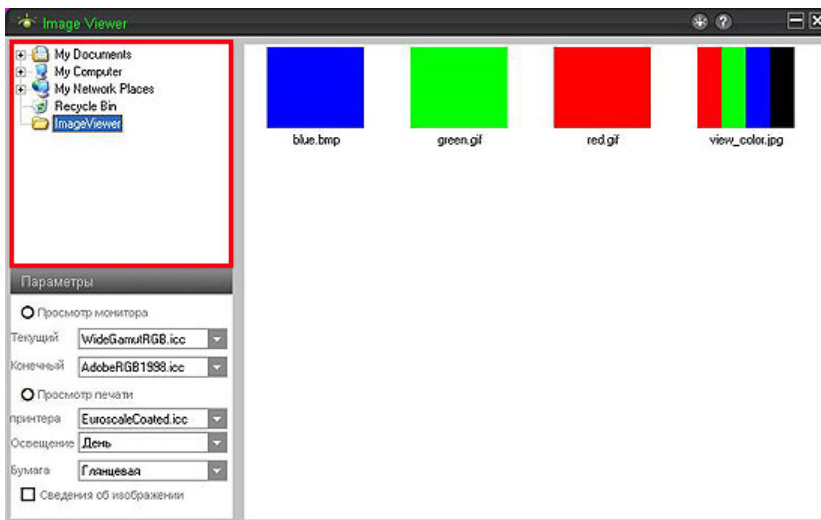 Image Viewer
My Documents
My Computer
My Network Places
Recycle Bin
ImageViewer
blue.bmp
green.gif
red.gif
view_color.jpg
Параметры
Просмотр монитора
Текущий WideGamutRGB.icc
Конечный AdobeRGB1998.icc
Просмотр печати
принтера EuroscaleCoated.icc
Освещение День
Бумага Глянцевая
Сведения об изображении